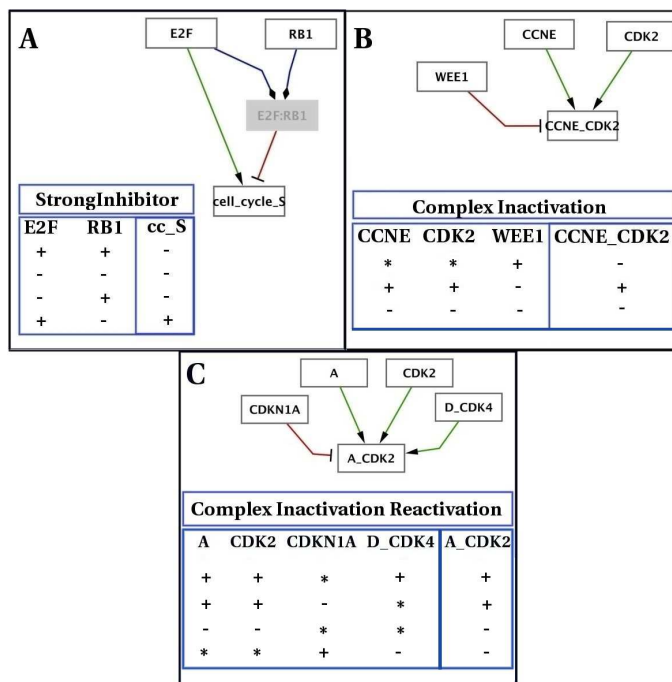 A
E2F RB1
E2F:RB1
cell_cycle_S
StrongInhibitor
E2F RB1 cc_S
+ + -
- - -
- + -
+ - +
B
CCNE CDK2
WEE1
CCNE_CDK2
Complex Inactivation
CCNE CDK2 WEE1 CCNE_CDK2
* * + -
+ + - +
- - - -
C
A CDK2
CDKN1A D_CDK4
A_CDK2
Complex Inactivation Reactivation
A CDK2 CDKN1A D_CDK4 A_CDK2
+ + * + +
+ + - * +
- - * * -
* * + - -